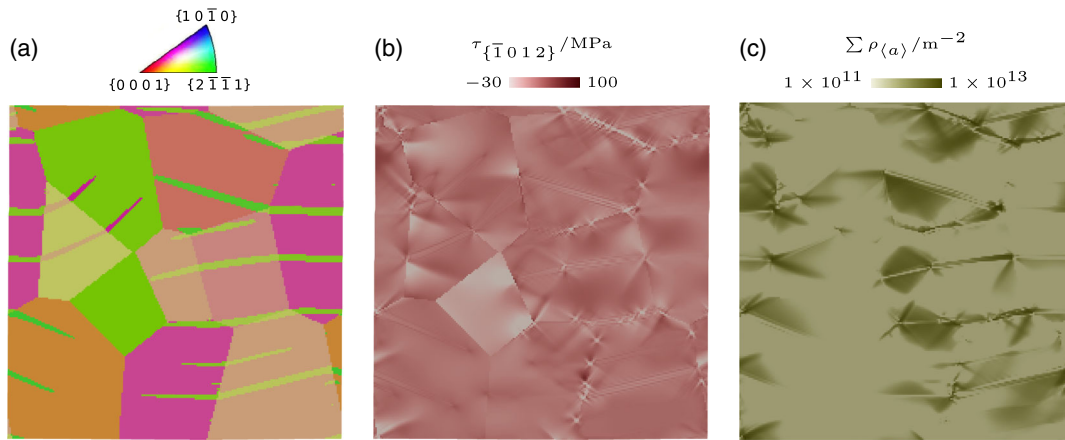 {1 0 1̅ 0}
(a)
{0 0 0 1} {2 1̅ 1̅ 1}
(b) τ{1̅ 0 1 2}/MPa
−30 100
(c) ∑ ρ⟨a⟩/m⁻²
1 × 10¹¹ 1 × 10¹³